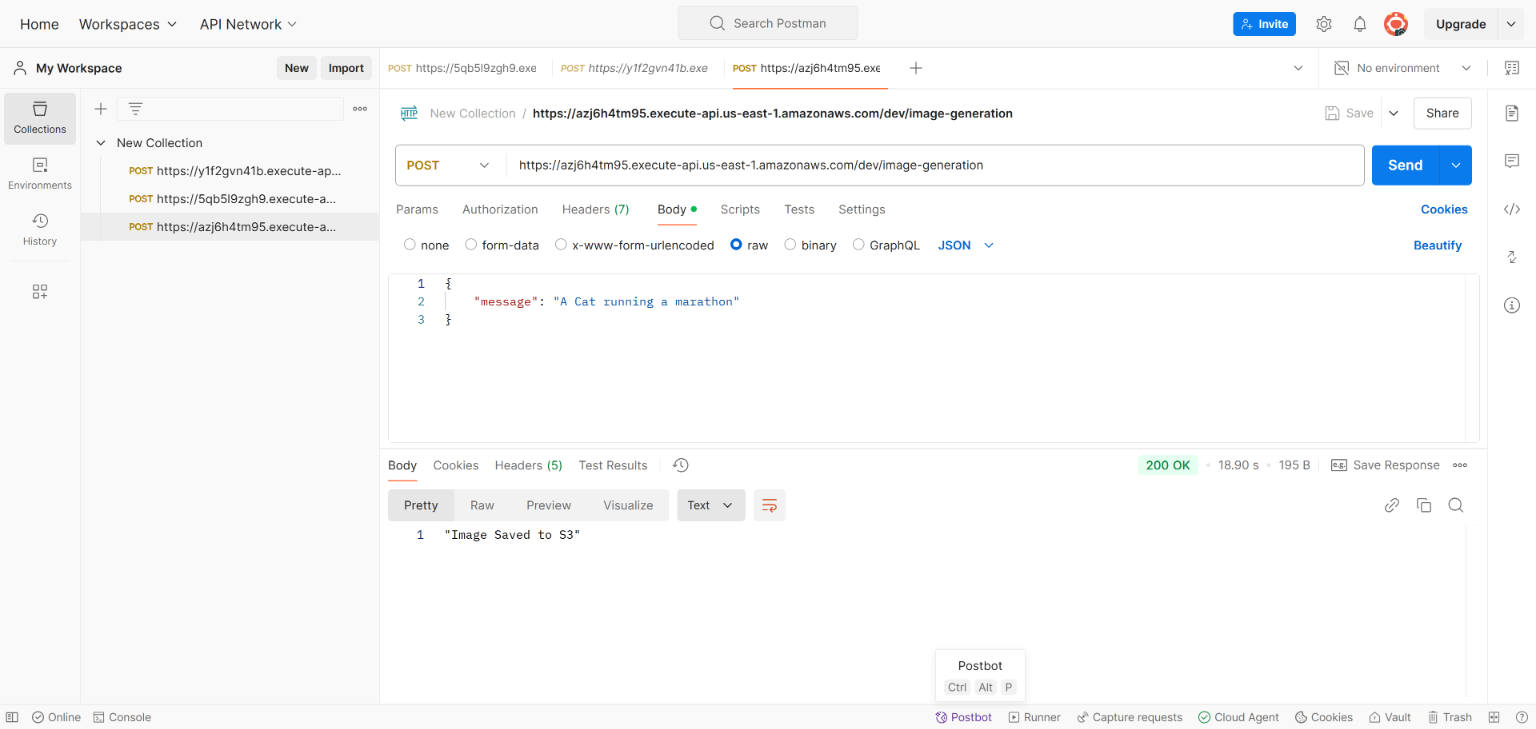 Home Workspaces API Network Search Postman Invite Upgrade
My Workspace New Import POST https://5qb5l9zgh9.exe POST https://y1f2gvn41b.exe POST https://azj6h4tm95.exe No environment
Collections
Environments
History
New Collection
POST https://y1f2gvn41b.execute-ap...
POST https://5qb5l9zgh9.execute-a...
POST https://azj6h4tm95.execute-a...
HTTP New Collection / https://azj6h4tm95.execute-api.us-east-1.amazonaws.com/dev/image-generation Save Share
POST https://azj6h4tm95.execute-api.us-east-1.amazonaws.com/dev/image-generation Send
Params Authorization Headers (7) Body Scripts Tests Settings Cookies
none form-data x-www-form-urlencoded raw binary GraphQL JSON Beautify
1 {
2 "message": "A Cat running a marathon"
3 }
Body Cookies Headers (5) Test Results 200 OK 18.90 s 195 B e.g. Save Response
Pretty Raw Preview Visualize Text
1 "Image Saved to S3"
Postbot
Ctrl Alt P
Online Console Postbot Runner Capture requests Cloud Agent Cookies Vault Trash